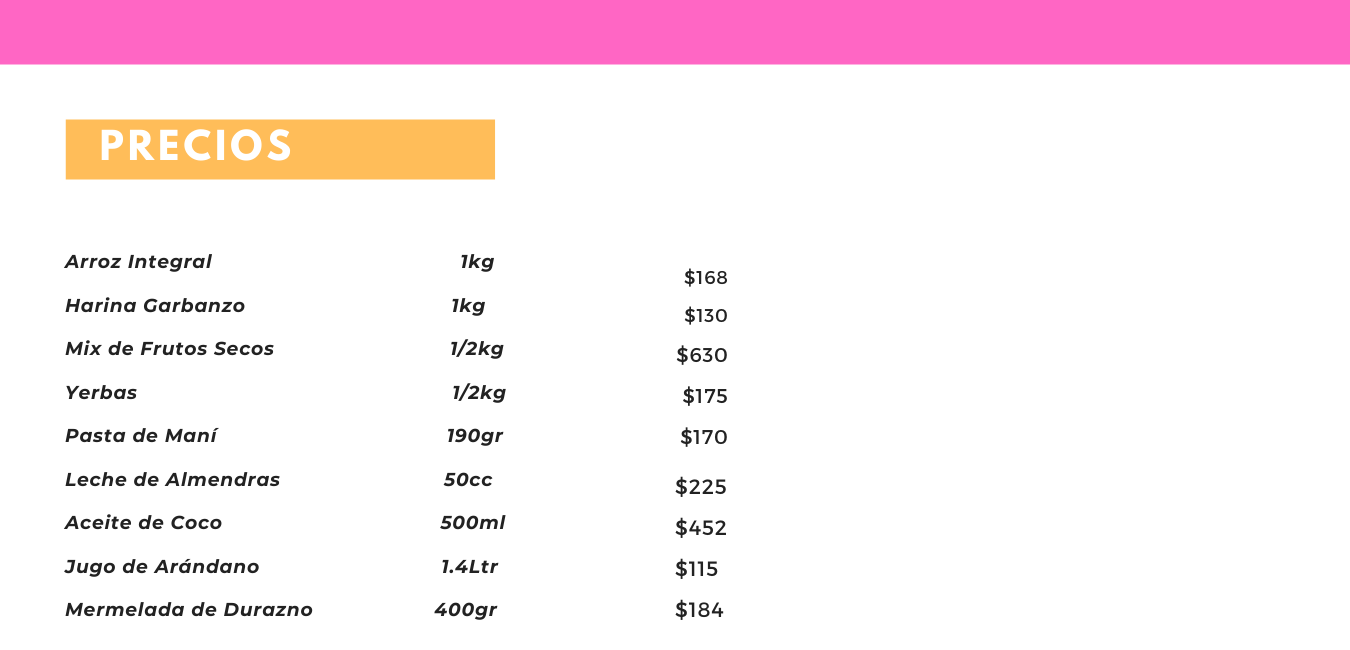 PRECIOS
Arroz Integral 1kg $168
Harina Garbanzo 1kg $130
Mix de Frutos Secos 1/2kg $630
Yerbas 1/2kg $175
Pasta de Maní 190gr $170
Leche de Almendras 50cc $225
Aceite de Coco 500ml $452
Jugo de Arándano 1.4Ltr $115
Mermelada de Durazno 400gr $184